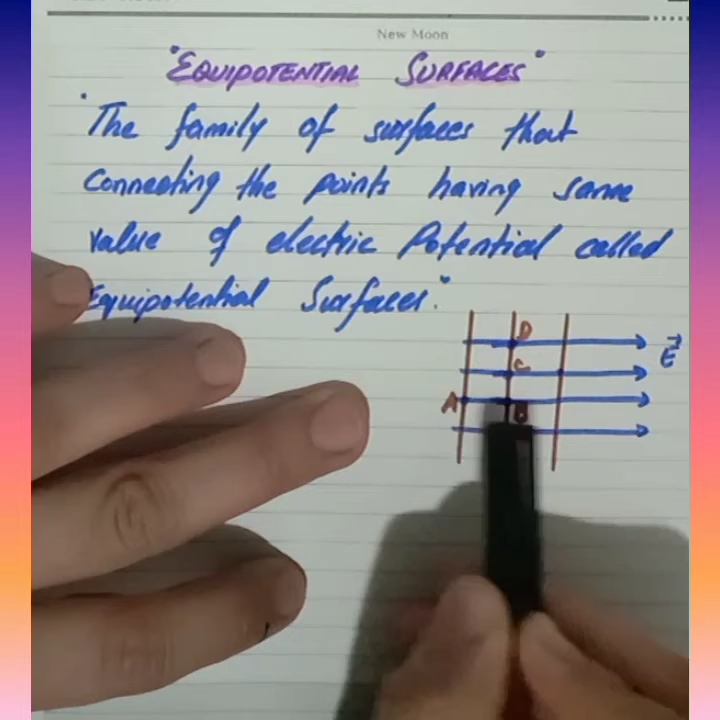 New Moon
"EQUIPOTENTIAL SURFACES"
"The family of surfaces that
connecting the points having same
value of electric Potential called
Equipotential Surfaces."
D
C
E
A
B